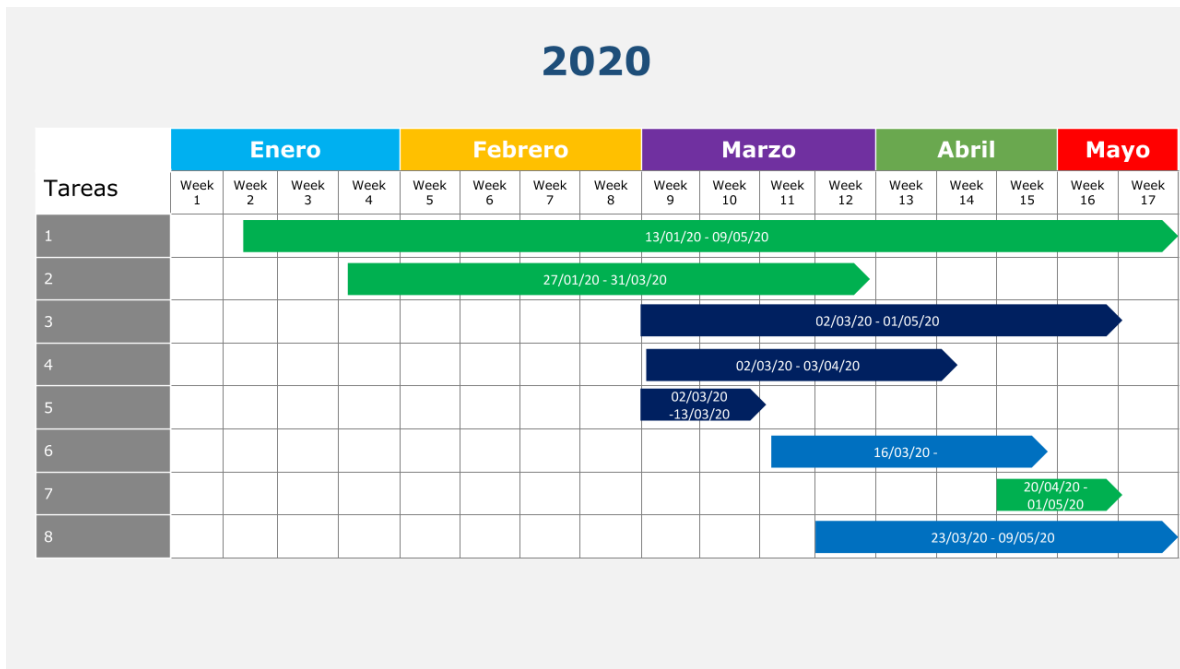 2020
Enero Febrero Marzo Abril Mayo
Tareas
Week 1 Week 2 Week 3 Week 4 Week 5 Week 6 Week 7 Week 8 Week 9 Week 10 Week 11 Week 12 Week 13 Week 14 Week 15 Week 16 Week 17
1 13/01/20 - 09/05/20
2 27/01/20 - 31/03/20
3 02/03/20 - 01/05/20
4 02/03/20 - 03/04/20
5 02/03/20
-13/03/20
6 16/03/20 -
7 20/04/20 -
01/05/20
8 23/03/20 - 09/05/20